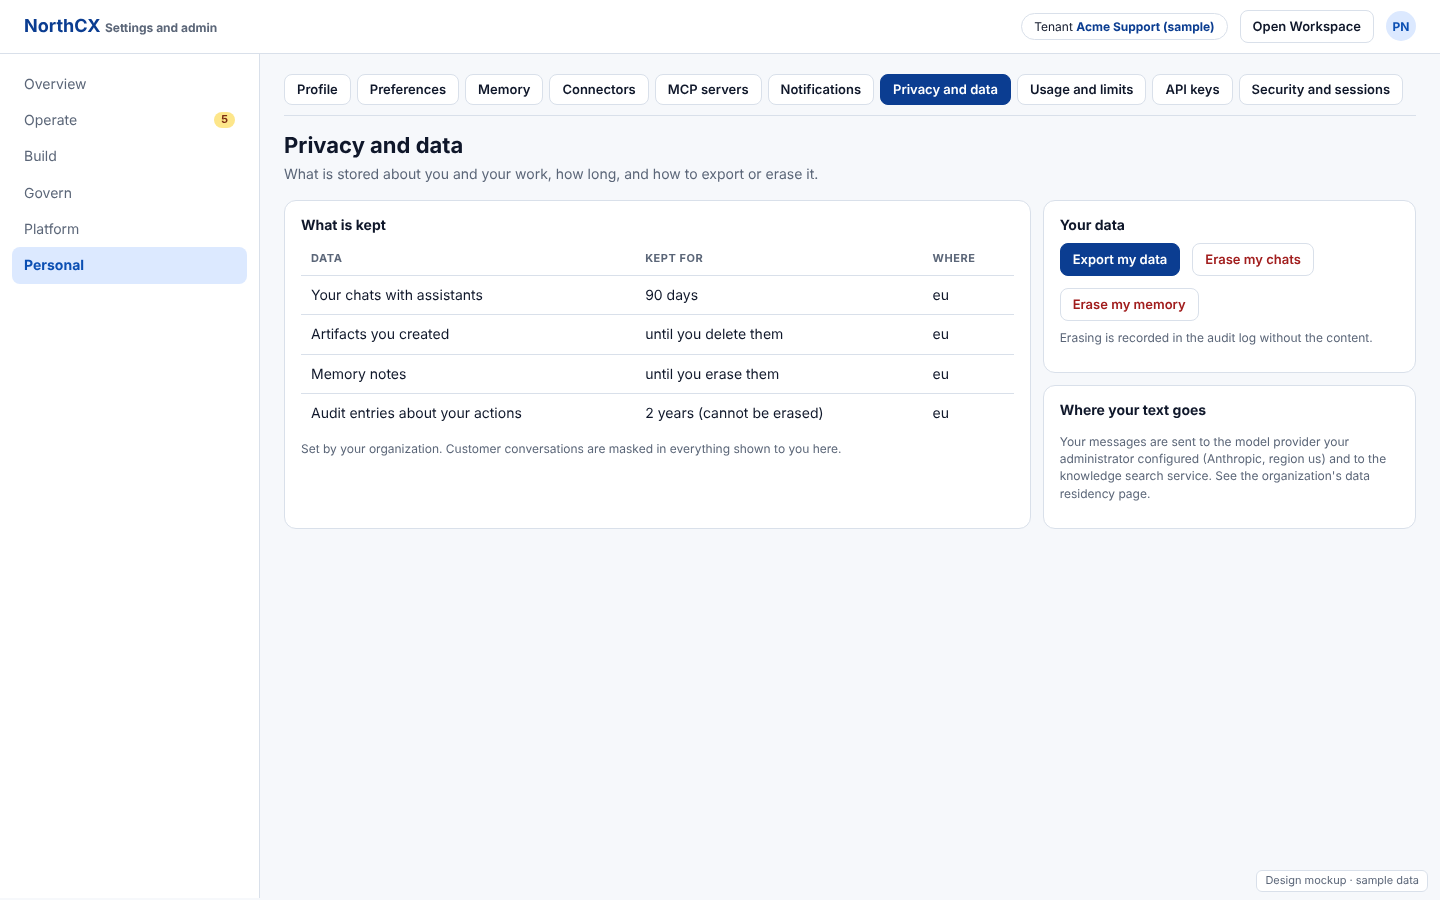 NorthCX Settings and admin
Tenant Acme Support (sample)
Open Workspace
PN
Overview
Operate 5
Build
Govern
Platform
Personal
Profile Preferences Memory Connectors MCP servers Notifications Privacy and data Usage and limits API keys Security and sessions
Privacy and data
What is stored about you and your work, how long, and how to export or erase it.
What is kept
DATA KEPT FOR WHERE
Your chats with assistants 90 days eu
Artifacts you created until you delete them eu
Memory notes until you erase them eu
Audit entries about your actions 2 years (cannot be erased) eu
Set by your organization. Customer conversations are masked in everything shown to you here.
Your data
Export my data Erase my chats
Erase my memory
Erasing is recorded in the audit log without the content.
Where your text goes
Your messages are sent to the model provider your
administrator configured (Anthropic, region us) and to the
knowledge search service. See the organization's data
residency page.
Design mockup · sample data